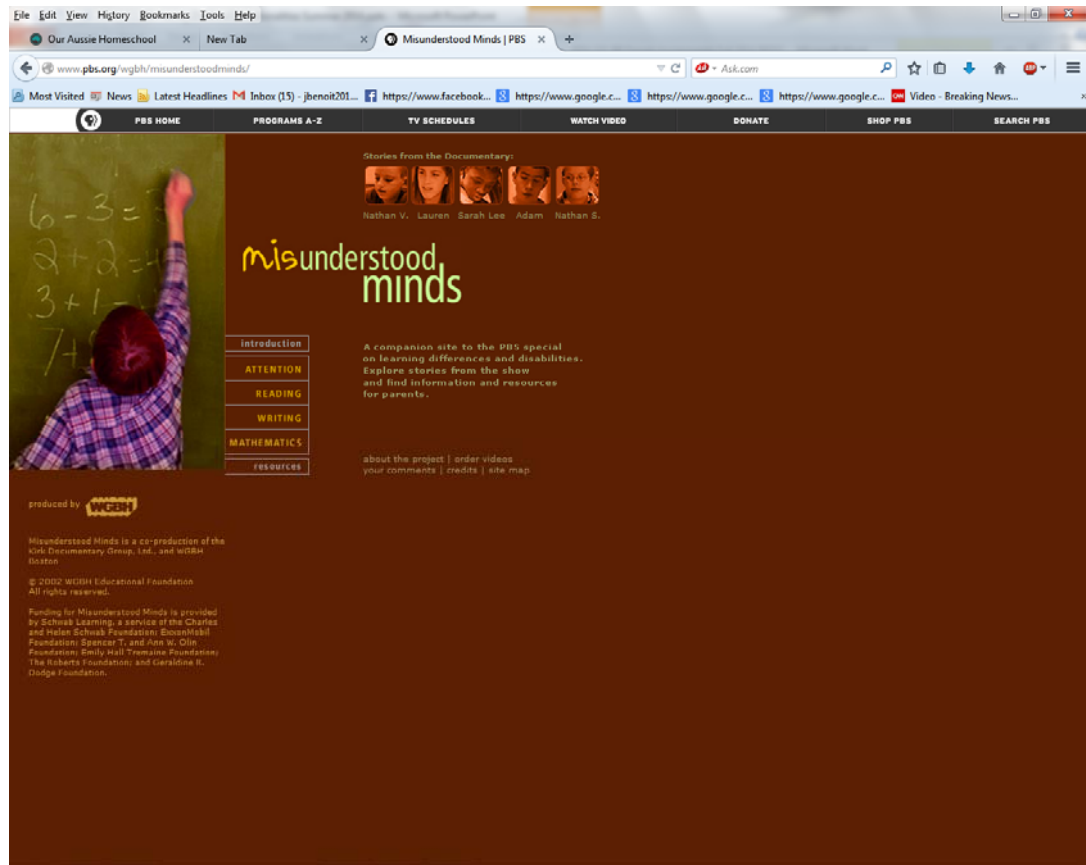 File Edit View History Bookmarks Tools Help
Our Aussie Homeschool × New Tab × Misunderstood Minds | PBS × +
www.pbs.org/wgbh/misunderstoodminds/ Ask.com
Most Visited News Latest Headlines Inbox (15) - jbenoit201... https://www.facebook... https://www.google.c... https://www.google.c... https://www.google.c... Video - Breaking News...
PBS HOME PROGRAMS A-Z TV SCHEDULES WATCH VIDEO DONATE SHOP PBS SEARCH PBS
Stories from the Documentary:
Nathan V. Lauren Sarah Lee Adam Nathan S.
6 - 3 =
2 + 2 =
3 + 1 -
7 +
misunderstood
minds
introduction
ATTENTION
READING
WRITING
MATHEMATICS
resources
A companion site to the PBS special
on learning differences and disabilities.
Explore stories from the show
and find information and resources
for parents.
about the project | order videos
your comments | credits | site map
produced by WGBH
Misunderstood Minds is a co-production of the
Kirk Documentary Group, Ltd., and WGBH
Boston
© 2002 WGBH Educational Foundation
All rights reserved.
Funding for Misunderstood Minds is provided
by Schwab Learning, a service of the Charles
and Helen Schwab Foundation; ExxonMobil
Foundation; Spencer T. and Ann W. Olin
Foundation; Emily Hall Tremaine Foundation;
The Roberts Foundation; and Geraldine R.
Dodge Foundation.